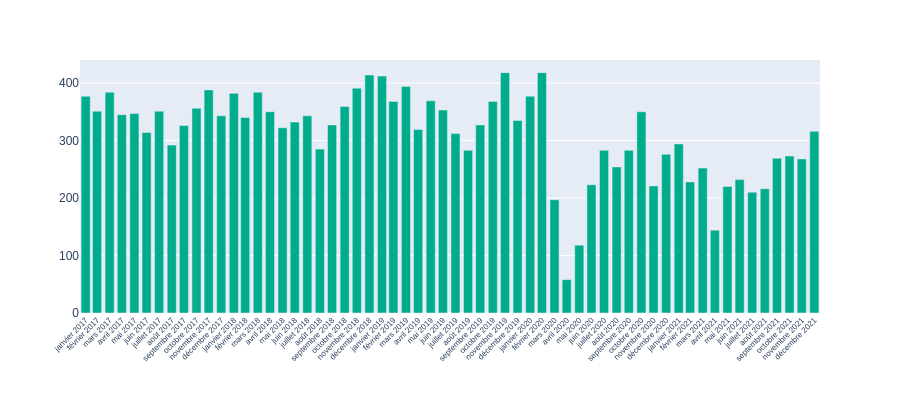 400
300
200
100
0
janvier 2017
février 2017
mars 2017
avril 2017
mai 2017
juin 2017
juillet 2017
août 2017
septembre 2017
octobre 2017
novembre 2017
décembre 2017
janvier 2018
février 2018
mars 2018
avril 2018
mai 2018
juin 2018
juillet 2018
août 2018
septembre 2018
octobre 2018
novembre 2018
décembre 2018
janvier 2019
février 2019
mars 2019
avril 2019
mai 2019
juin 2019
juillet 2019
août 2019
septembre 2019
octobre 2019
novembre 2019
décembre 2019
janvier 2020
février 2020
mars 2020
avril 2020
mai 2020
juin 2020
juillet 2020
août 2020
septembre 2020
octobre 2020
novembre 2020
décembre 2020
janvier 2021
février 2021
mars 2021
avril 2021
mai 2021
juin 2021
juillet 2021
août 2021
septembre 2021
octobre 2021
novembre 2021
décembre 2021